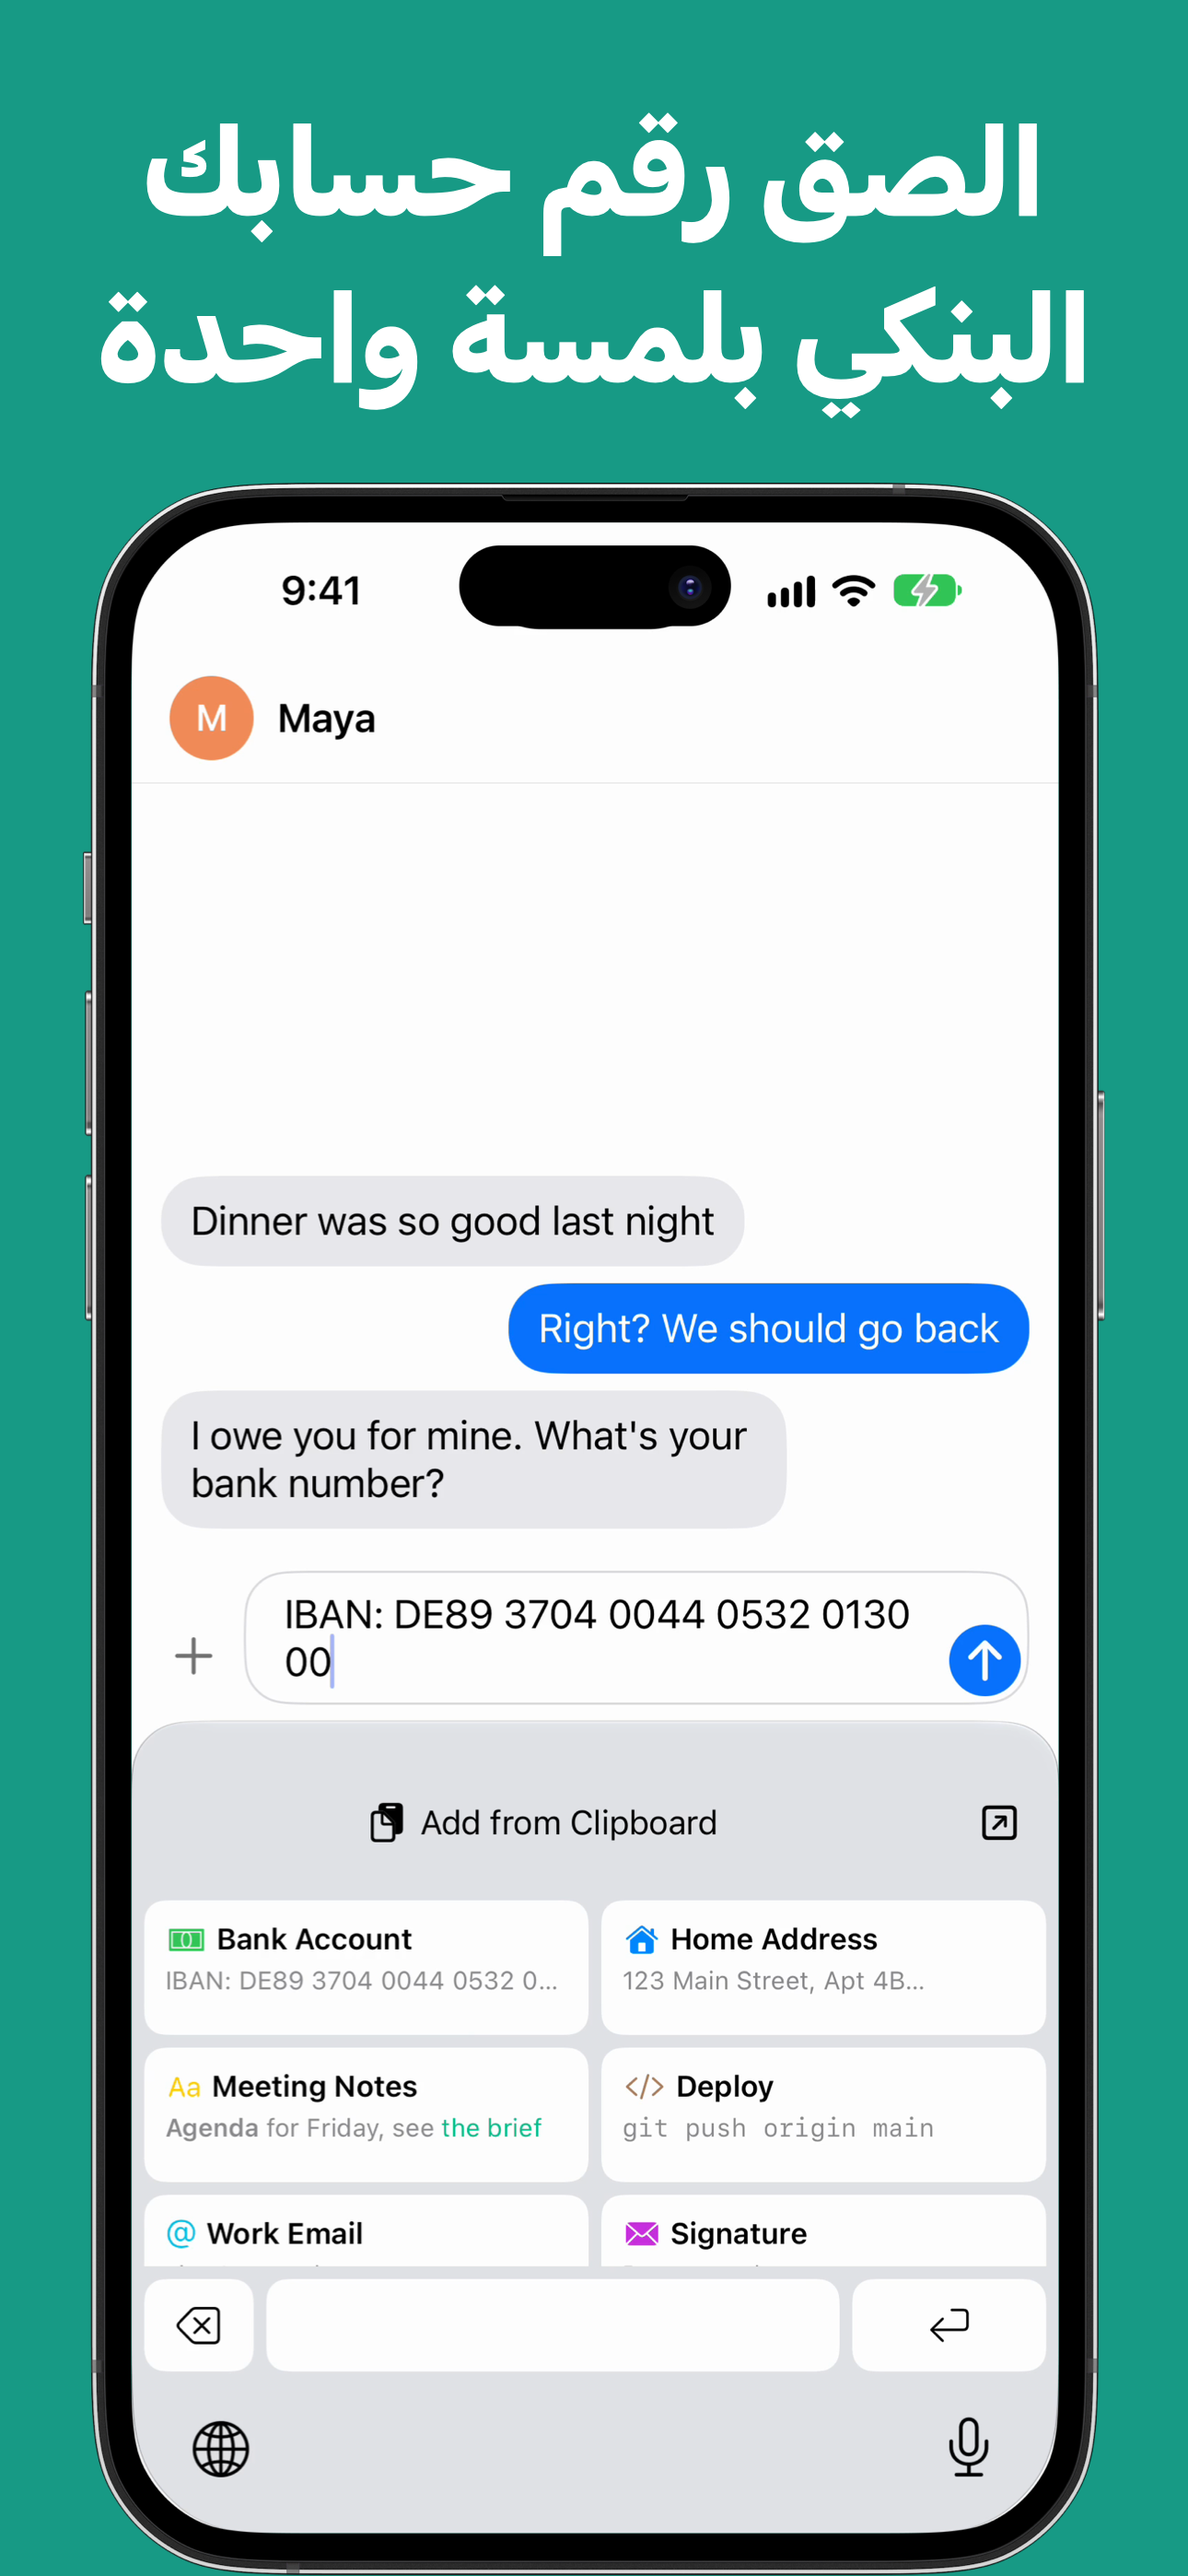 الصق رقم حسابك
البنكي بلمسة واحدة
9:41
M
Maya
Dinner was so good last night
Right? We should go back
I owe you for mine. What's your
bank number?
IBAN: DE89 3704 0044 0532 0130
00
Add from Clipboard
Bank Account
IBAN: DE89 3704 0044 0532 0...
Home Address
123 Main Street, Apt 4B...
Aa Meeting Notes
Agenda for Friday, see the brief
</> Deploy
git push origin main
@ Work Email
Signature